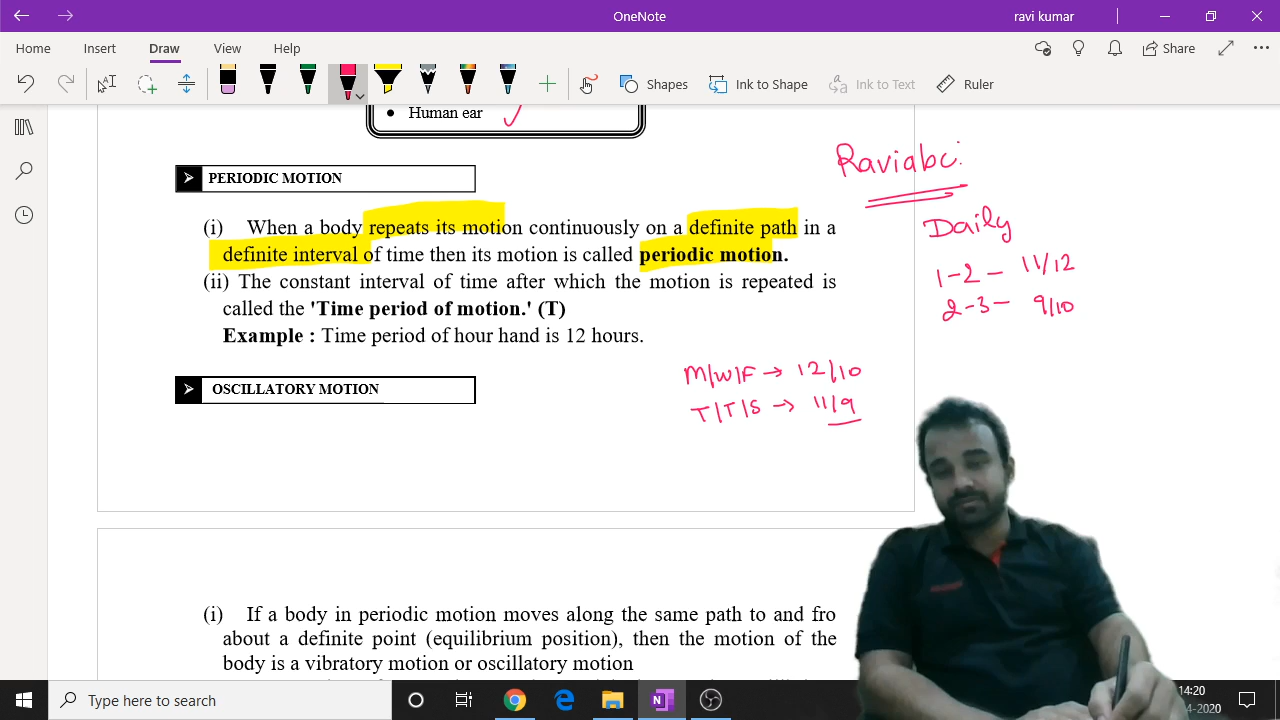 OneNote
ravi kumar
Home Insert Draw View Help
Share
Shapes Ink to Shape Ink to Text Ruler
• Human ear
Raviabc
➤ PERIODIC MOTION
(i) When a body repeats its motion continuously on a definite path in a
definite interval of time then its motion is called periodic motion.
(ii) The constant interval of time after which the motion is repeated is
called the 'Time period of motion.' (T)
Example : Time period of hour hand is 12 hours.
Daily
1-2 - 11/12
2-3 - 9/10
M/W/F → 12/10
T/T/S → 11/9
➤ OSCILLATORY MOTION
(i) If a body in periodic motion moves along the same path to and fro
about a definite point (equilibrium position), then the motion of the
body is a vibratory motion or oscillatory motion
Type here to search
14:20
-2020